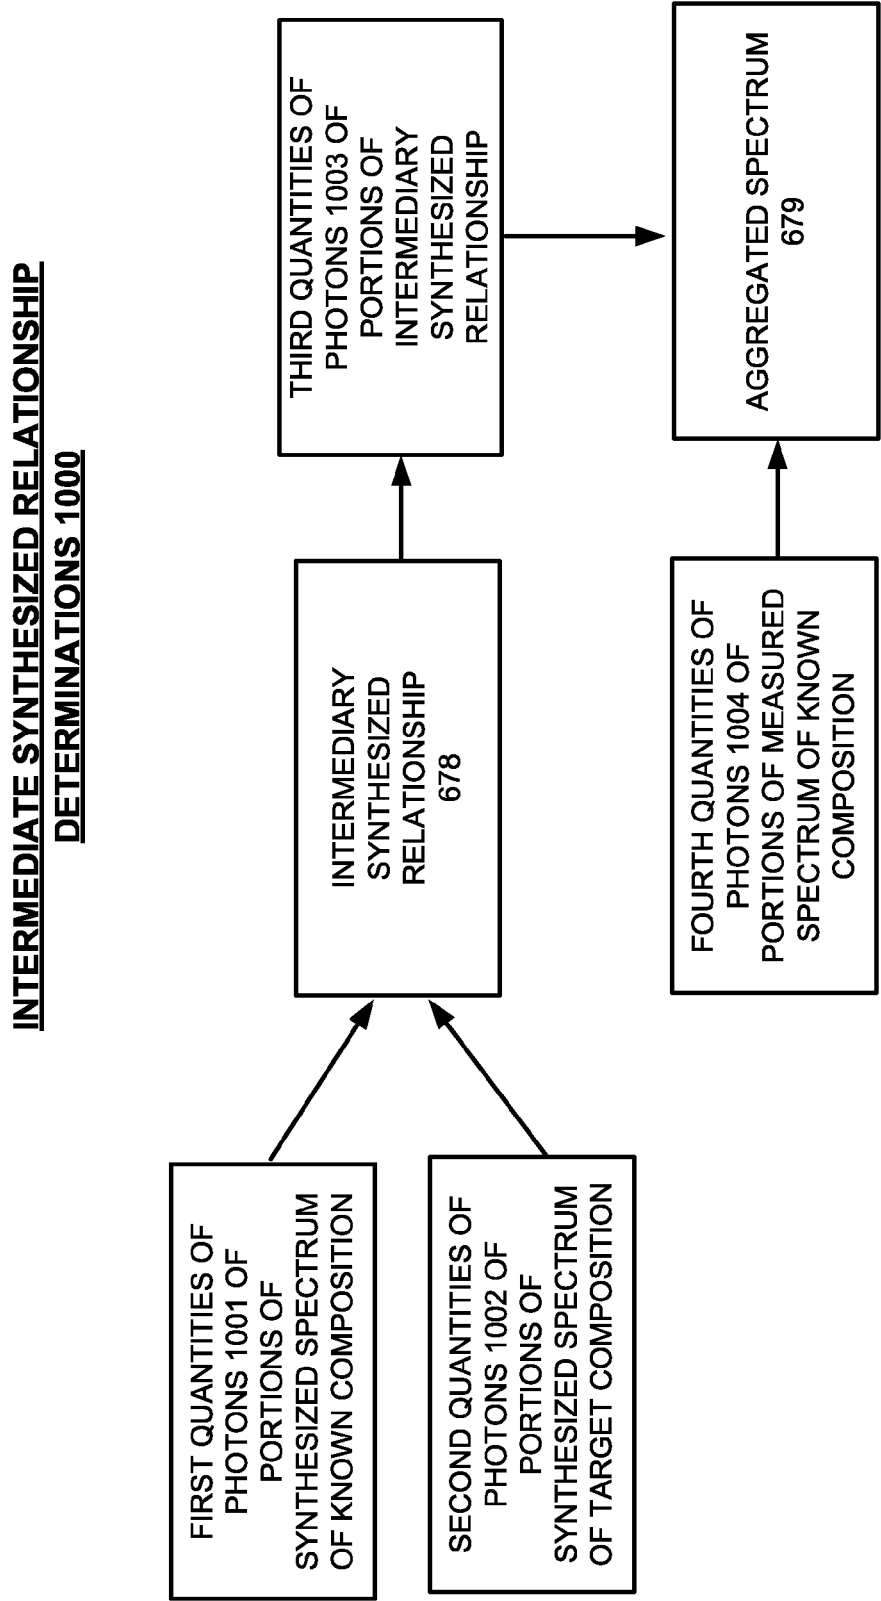 INTERMEDIATE SYNTHESIZED RELATIONSHIP
DETERMINATIONS 1000
FIRST QUANTITIES OF
PHOTONS 1001 OF
PORTIONS OF
SYNTHESIZED SPECTRUM
OF KNOWN COMPOSITION
SECOND QUANTITIES OF
PHOTONS 1002 OF
PORTIONS OF
SYNTHESIZED SPECTRUM
OF TARGET COMPOSITION
INTERMEDIARY
SYNTHESIZED
RELATIONSHIP
678
THIRD QUANTITIES OF
PHOTONS 1003 OF
PORTIONS OF
INTERMEDIARY
SYNTHESIZED
RELATIONSHIP
FOURTH QUANTITIES OF
PHOTONS 1004 OF
PORTIONS OF MEASURED
SPECTRUM OF KNOWN
COMPOSITION
AGGREGATED SPECTRUM
679